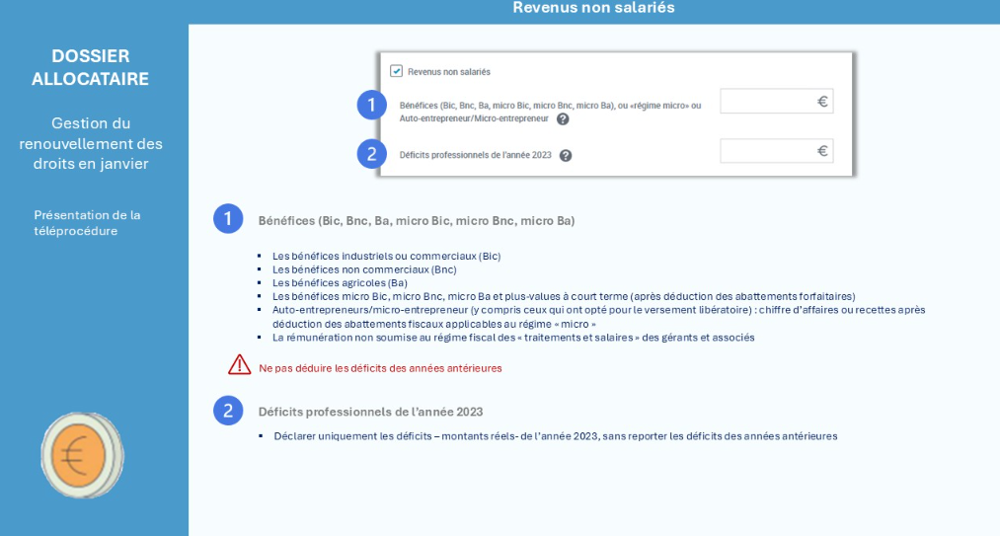 Revenus non salariés
DOSSIER
ALLOCATAIRE
Gestion du
renouvellement des
droits en janvier
Présentation de la
téléprocédure
Revenus non salariés
1
Bénéfices (Bic, Bnc, Ba, micro Bic, micro Bnc, micro Ba), ou «régime micro» ou
Auto-entrepreneur/Micro-entrepreneur ?
€
2
Déficits professionnels de l'année 2023 ?
€
1 Bénéfices (Bic, Bnc, Ba, micro Bic, micro Bnc, micro Ba)
▪ Les bénéfices industriels ou commerciaux (Bic)
▪ Les bénéfices non commerciaux (Bnc)
▪ Les bénéfices agricoles (Ba)
▪ Les bénéfices micro Bic, micro Bnc, micro Ba et plus-values à court terme (après déduction des abattements forfaitaires)
▪ Auto-entrepreneurs/micro-entrepreneur (y compris ceux qui ont opté pour le versement libératoire) : chiffre d'affaires ou recettes après
déduction des abattements fiscaux applicables au régime « micro »
▪ La rémunération non soumise au régime fiscal des « traitements et salaires » des gérants et associés
Ne pas déduire les déficits des années antérieures
2 Déficits professionnels de l'année 2023
▪ Déclarer uniquement les déficits – montants réels- de l'année 2023, sans reporter les déficits des années antérieures
€